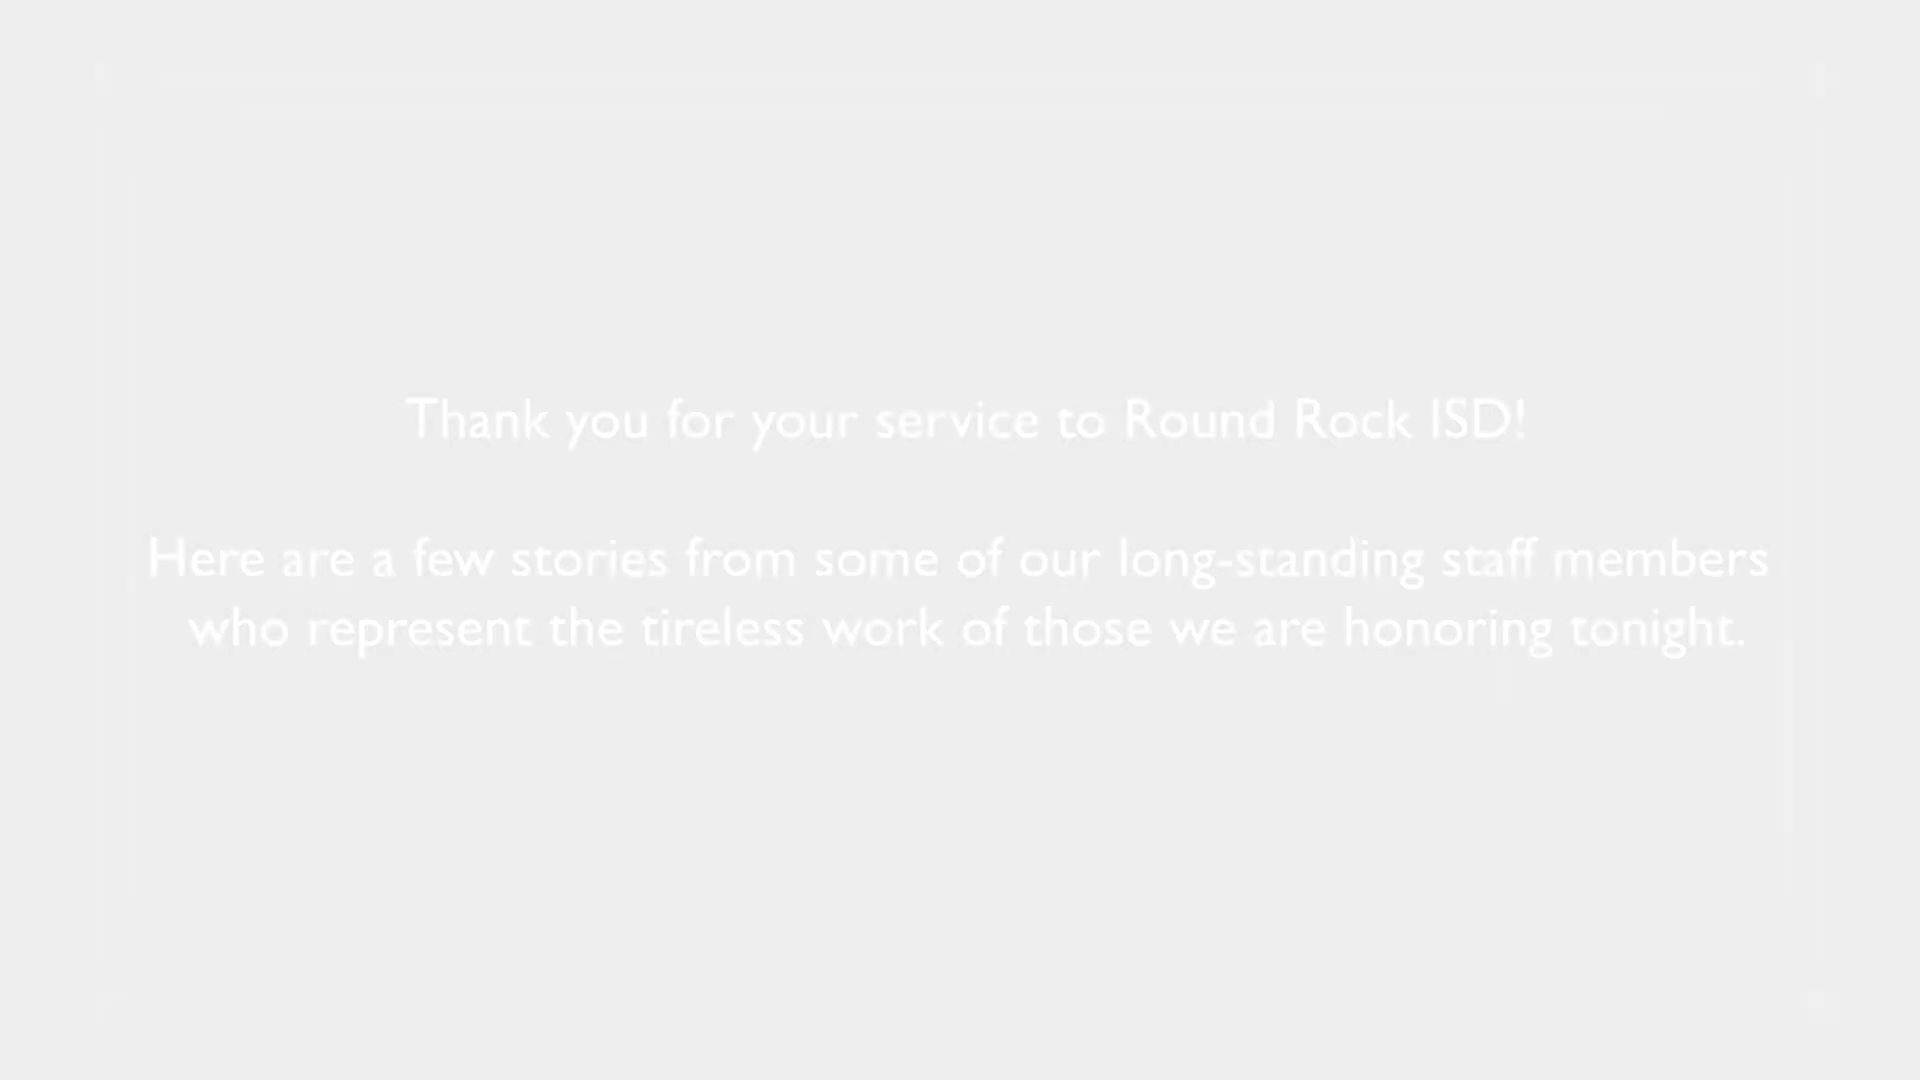 Thank you for your service to Round Rock ISD!
Here are a few stories from some of our long-standing staff members
who represent the tireless work of those we are honoring tonight.